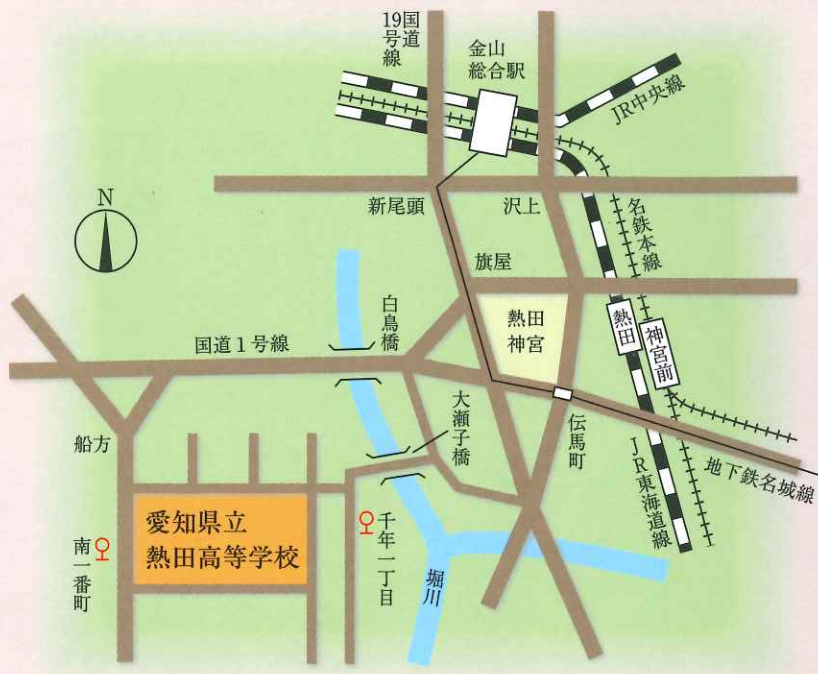 国道
19号線
金山
総合駅
JR中央線
新尾頭
沢上
名鉄本線
N
旗屋
白鳥橋
熱田
神宮
熱田
神宮前
国道1号線
大瀬子橋
伝馬町
船方
地下鉄名城線
JR東海道線
愛知県立
熱田高等学校
千年一丁目
南一番町
堀川